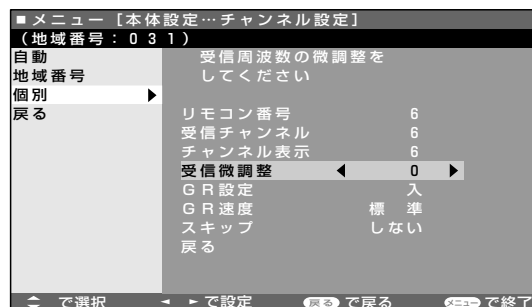 ■メニュー [本体設定…チャンネル設定]
(地域番号:031)
自動
地域番号
個別 ▶
戻る
受信周波数の微調整を
してください
リモコン番号 6
受信チャンネル 6
チャンネル表示 6
受信微調整 ◀ 0 ▶
GR設定 入
GR速度 標 準
スキップ しない
戻る
で選択 ◀ ▶ で設定 戻る で戻る メニュー で終了